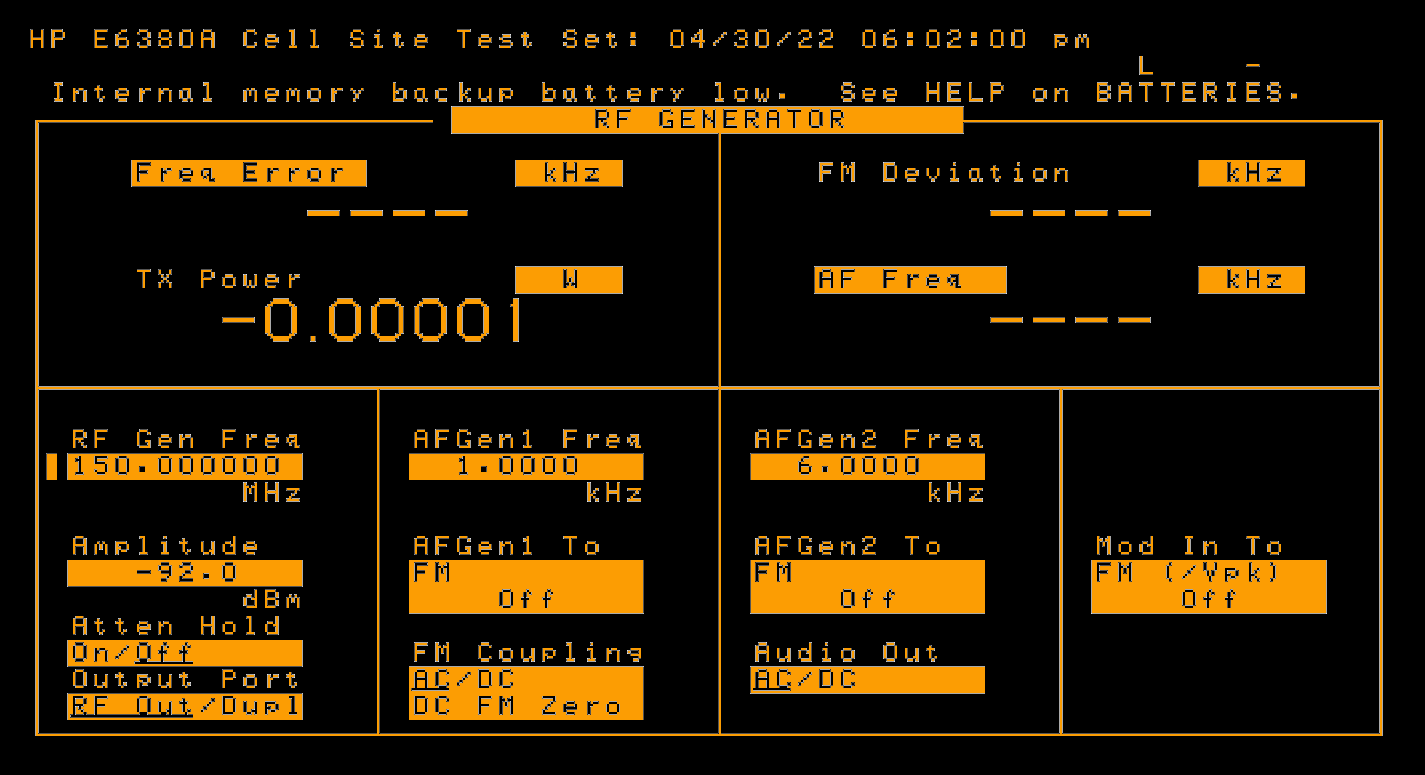 HP E6380A Cell Site Test Set: 04/30/22 06:02:00 pm
L -
Internal memory backup battery low. See HELP on BATTERIES.
RF GENERATOR
Freq Error kHz
----
FM Deviation kHz
----
TX Power W
-0.00001
AF Freq kHz
----
RF Gen Freq
150.000000
MHz
Amplitude
-92.0
dBm
Atten Hold
On/Off
Output Port
RF Out/Dupl
AFGen1 Freq
1.0000
kHz
AFGen1 To
FM
Off
FM Coupling
AC/DC
DC FM Zero
AFGen2 Freq
6.0000
kHz
AFGen2 To
FM
Off
Audio Out
AC/DC
Mod In To
FM (/Vpk)
Off